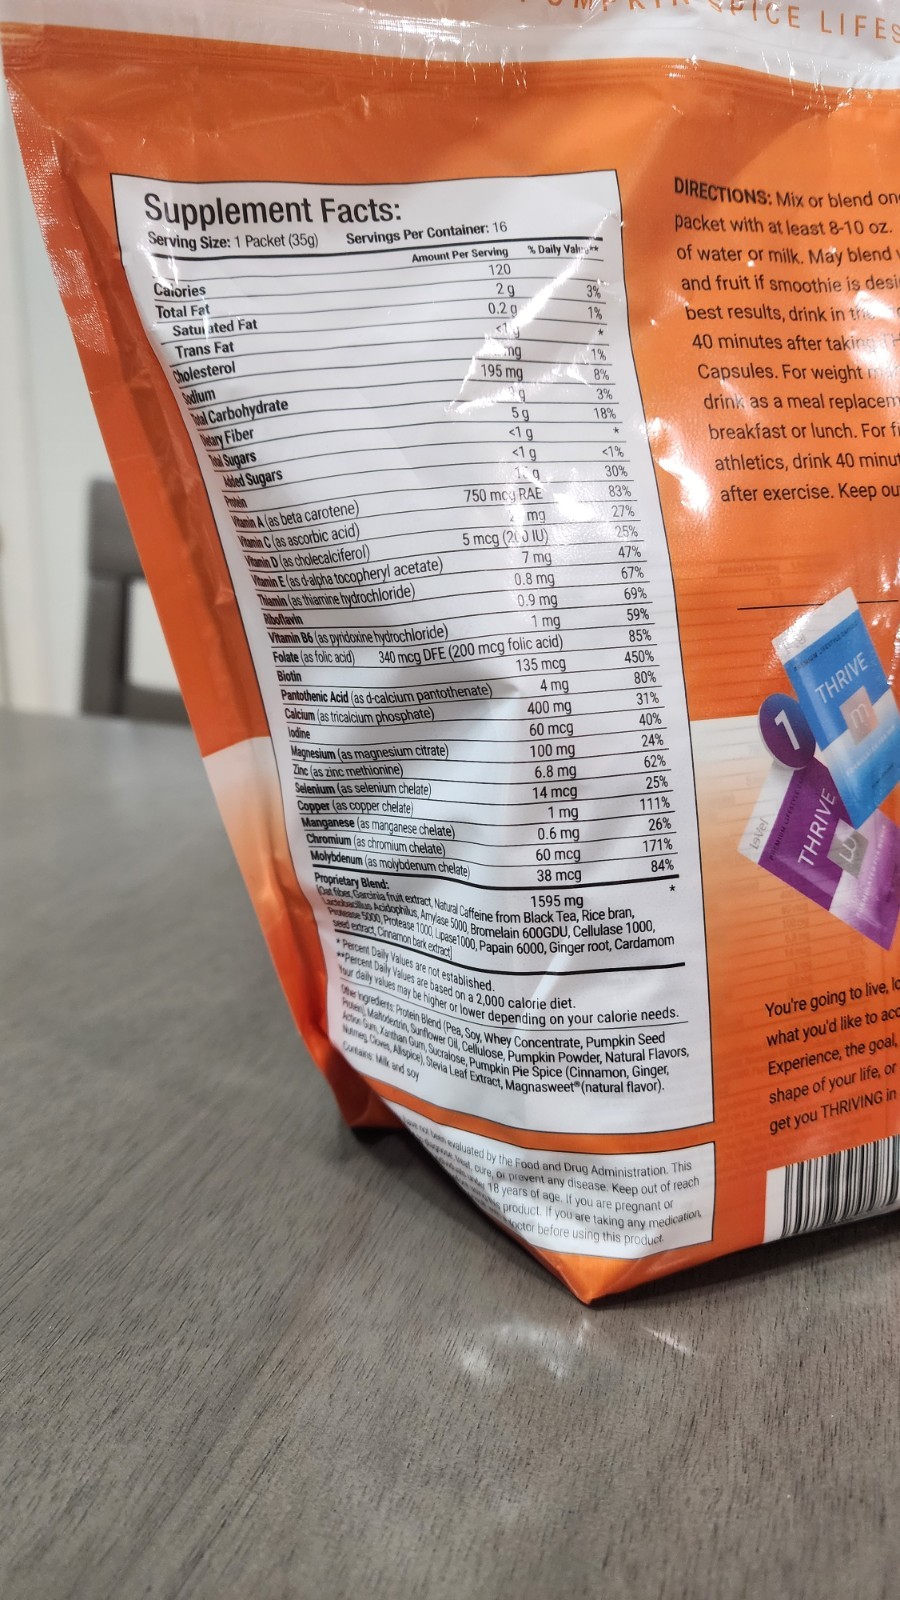 SPICE LIFES
Supplement Facts:
Serving Size: 1 Packet (35g) Servings Per Container: 16
Amount Per Serving % Daily Value**
Calories 120
Total Fat 2 g 3%
Saturated Fat 0.2 g 1%
Trans Fat <1 g *
Cholesterol mg 1%
Sodium 195 mg 8%
Total Carbohydrate g 3%
Dietary Fiber 5 g 18%
Total Sugars <1 g *
Added Sugars <1 g <1%
Protein g 30%
Vitamin A (as beta carotene) 750 mcg RAE 83%
Vitamin C (as ascorbic acid) mg 27%
Vitamin D (as cholecalciferol) 5 mcg (200 IU) 25%
Vitamin E (as d-alpha tocopheryl acetate) 7 mg 47%
Thiamin (as thiamine hydrochloride) 0.8 mg 67%
Riboflavin 0.9 mg 69%
Vitamin B6 (as pyridoxine hydrochloride) 1 mg 59%
Folate (as folic acid) 340 mcg DFE (200 mcg folic acid) 85%
Biotin 135 mcg 450%
Pantothenic Acid (as d-calcium pantothenate) 4 mg 80%
Calcium (as tricalcium phosphate) 400 mg 31%
Iodine 60 mcg 40%
Magnesium (as magnesium citrate) 100 mg 24%
Zinc (as zinc methionine) 6.8 mg 62%
Selenium (as selenium chelate) 14 mcg 25%
Copper (as copper chelate) 1 mg 111%
Manganese (as manganese chelate) 0.6 mg 26%
Chromium (as chromium chelate) 60 mcg 171%
Molybdenum (as molybdenum chelate) 38 mcg 84%
Proprietary Blend: 1595 mg *
[Oat fiber, Garcinia fruit extract, Natural Caffeine from Black Tea, Rice bran,
Lactobacillus Acidophilus, Amylase 5000, Bromelain 600GDU, Cellulase 1000,
Protease 5000, Protease 1000, Lipase1000, Papain 6000, Ginger root, Cardamom
seed extract, Cinnamon bark extract]
* Percent Daily Values are not established.
**Percent Daily Values are based on a 2,000 calorie diet.
Your daily values may be higher or lower depending on your calorie needs.
Other Ingredients: Protein Blend (Pea, Soy, Whey Concentrate, Pumpkin Seed
Protein), Maltodextrin, Sunflower Oil, Cellulose, Pumpkin Powder, Natural Flavors,
Gum, Xanthan Gum, Sucralose, Pumpkin Pie Spice (Cinnamon, Ginger,
Nutmeg, Cloves, Allspice), Stevia Leaf Extract, Magnasweet® (natural flavor).
Contains: Milk and soy
have not been evaluated by the Food and Drug Administration. This
diagnose, treat, cure, or prevent any disease. Keep out of reach
18 years of age. If you are pregnant or
product. If you are taking any medication,
doctor before using this product.
DIRECTIONS: Mix or blend one
packet with at least 8-10 oz.
of water or milk. May blend
and fruit if smoothie is desi
best results, drink in the
40 minutes after taking
Capsules. For weight
drink as a meal replacem
breakfast or lunch. For fi
athletics, drink 40 minut
after exercise. Keep ou
1
THRIVE
m
Level
THRIVE
w
You're going to live, lo
what you'd like to acc
Experience, the goal,
shape of your life, or
get you THRIVING in